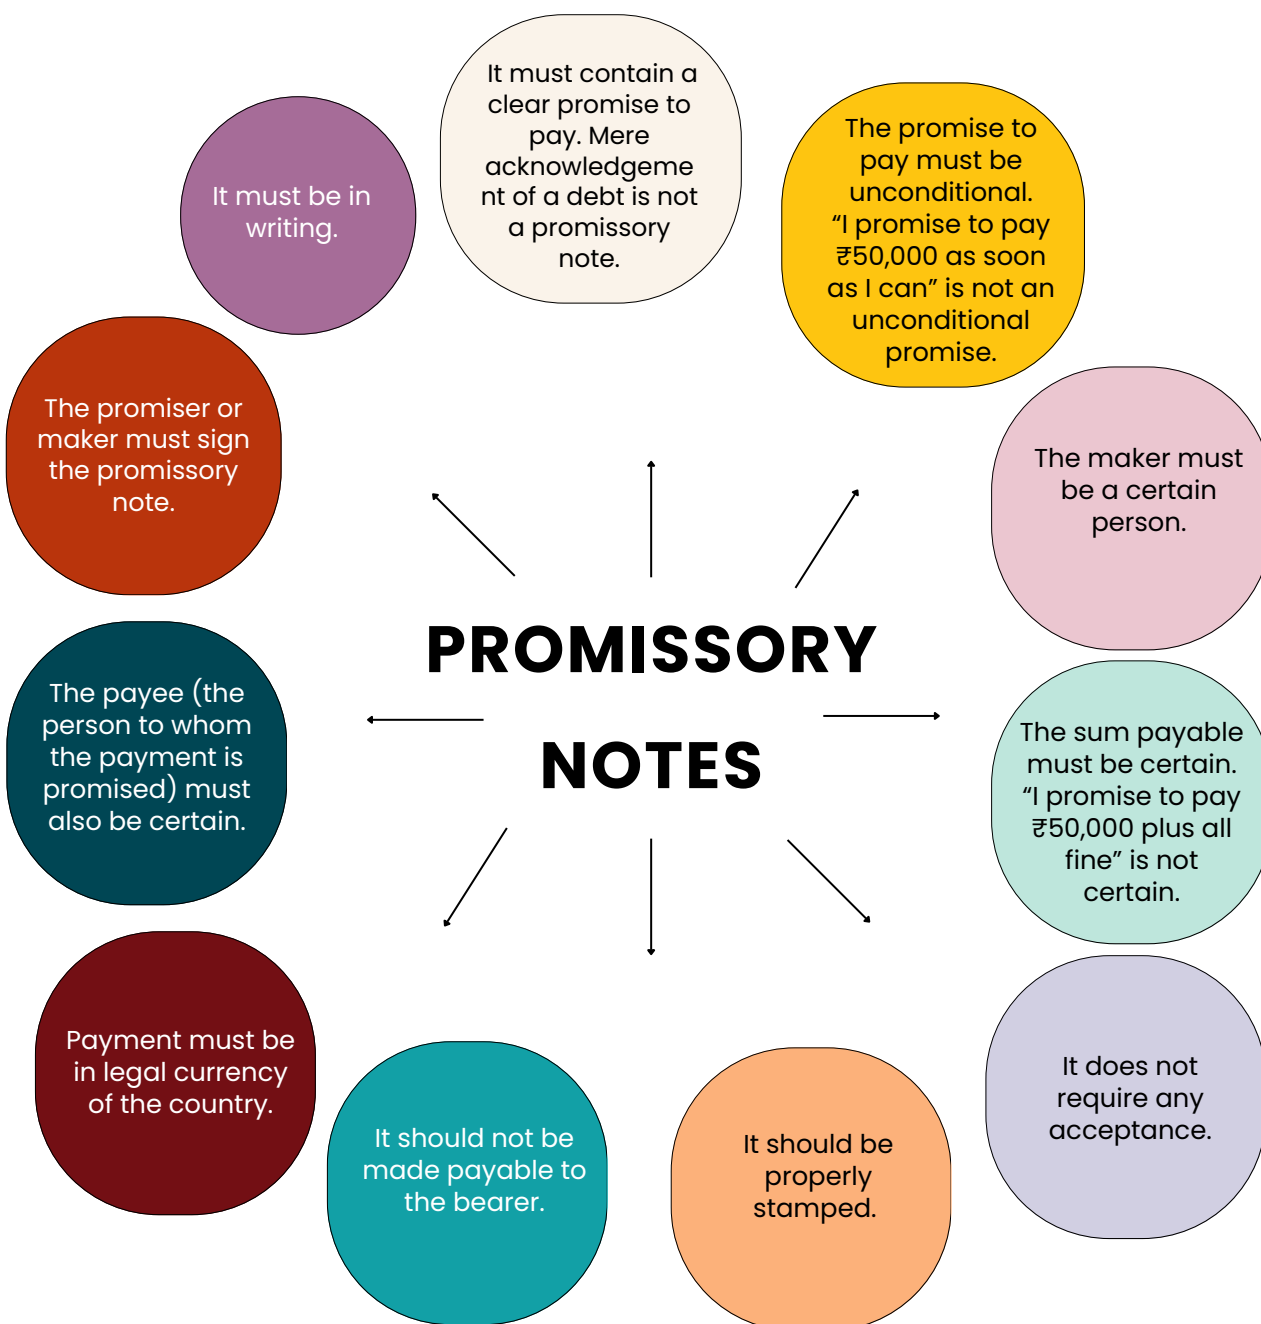 It must contain a
clear promise to
pay. Mere
acknowledgeme
nt of a debt is not
a promissory
note.
The promise to
pay must be
unconditional.
“I promise to pay
₹50,000 as soon
as I can” is not an
unconditional
promise.
It must be in
writing.
The promiser or
maker must sign
the promissory
note.
The maker must
be a certain
person.
PROMISSORY
NOTES
The payee (the
person to whom
the payment is
promised) must
also be certain.
The sum payable
must be certain.
“I promise to pay
₹50,000 plus all
fine” is not
certain.
Payment must be
in legal currency
of the country.
It should not be
made payable to
the bearer.
It should be
properly
stamped.
It does not
require any
acceptance.